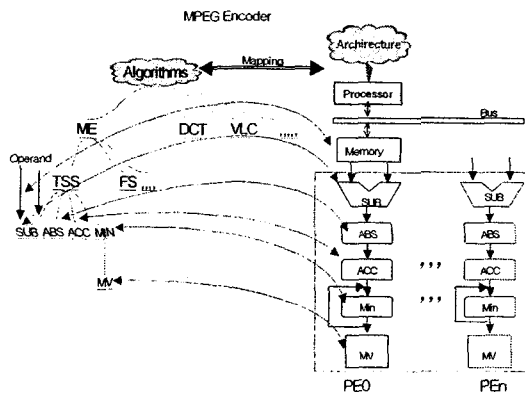 MPEG Encoder
Archirecture
Algorithms
Mapping
Processor
Bus
ME
DCT VLC ,,,,,
Memory
Operand
TSS FS ,,,,
SUB
SUB ABS ACC MIN
ABS
ABS
ACC
ACC
, , ,
Min
Min
, , ,
MV
MV
MV
PE0
PEn
SUB